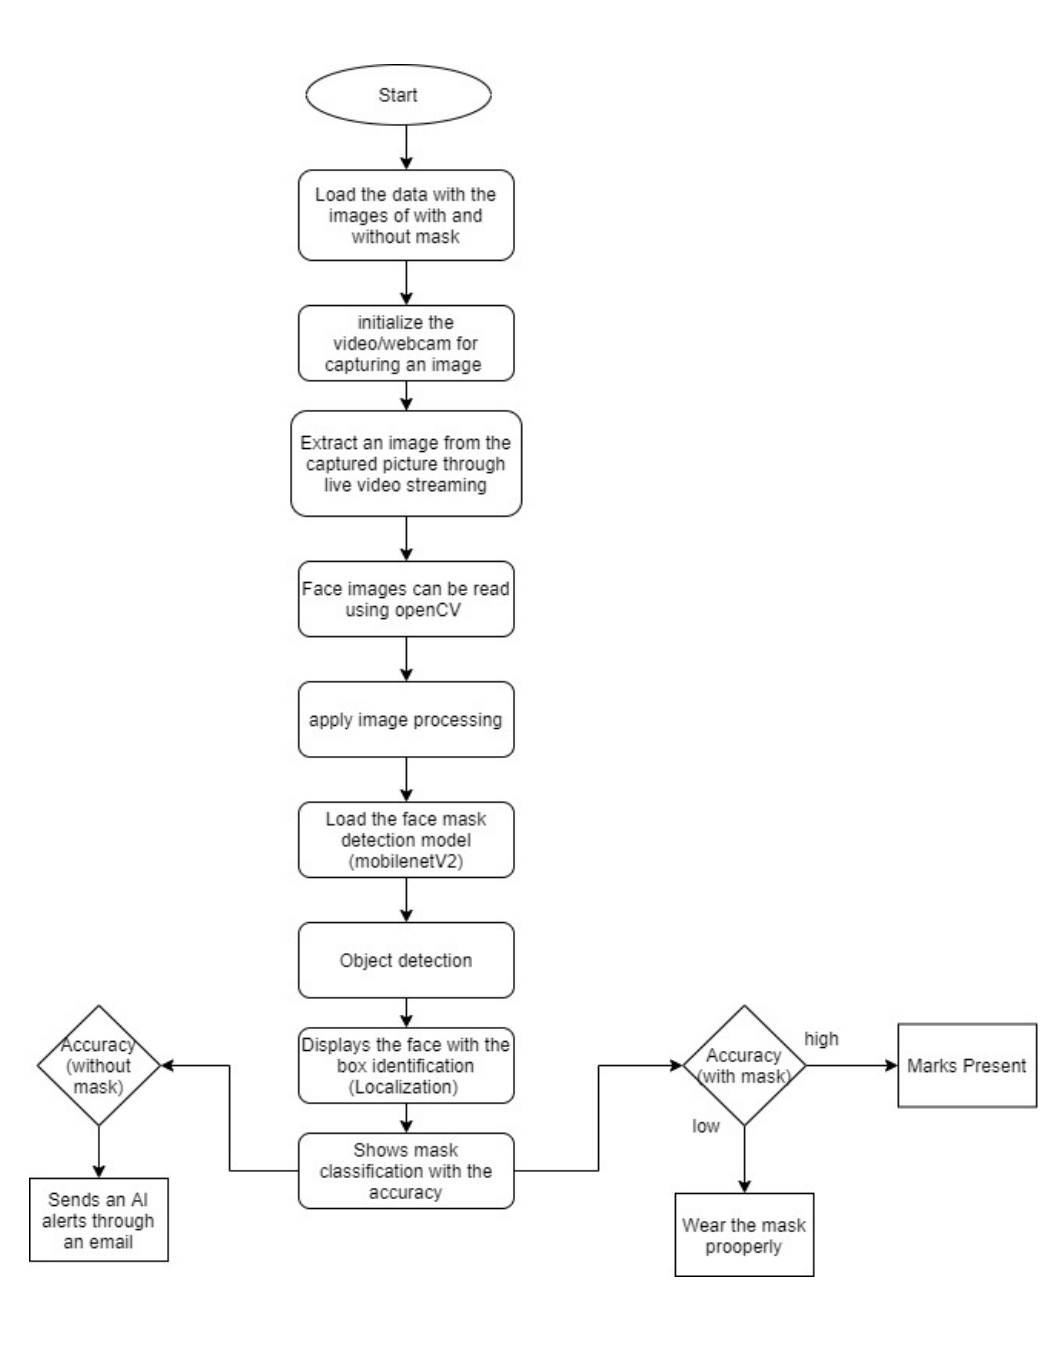 Start
Load the data with the
images of with and
without mask
initialize the
video/webcam for
capturing an image
Extract an image from the
captured picture through
live video streaming
Face images can be read
using openCV
apply image processing
Load the face mask
detection model
(mobilenetV2)
Object detection
Displays the face with the
box identification
(Localization)
Shows mask
classification with the
accuracy
Accuracy
(without
mask)
Sends an AI
alerts through
an email
Accuracy
(with mask)
high
Marks Present
low
Wear the mask
prooperly